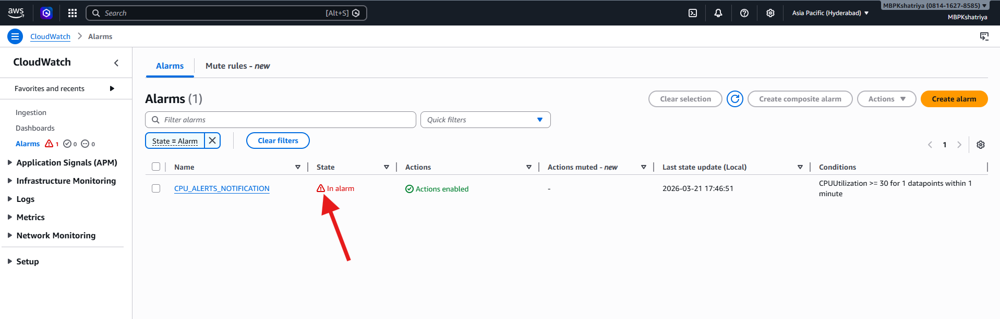 aws
Search
[Alt+S]
Asia Pacific (Hyderabad)
MBPKshatriya (0814-1627-8585)
MBPKshatriya
CloudWatch
Alarms
CloudWatch
Favorites and recents
Ingestion
Dashboards
Alarms 1 0 0
Application Signals (APM)
Infrastructure Monitoring
Logs
Metrics
Network Monitoring
Setup
Alarms
Mute rules - new
Alarms (1)
Clear selection
Create composite alarm
Actions
Create alarm
Filter alarms
Quick filters
State = Alarm
Clear filters
1
Name
State
Actions
Actions muted - new
Last state update (Local)
Conditions
CPU_ALERTS_NOTIFICATION
In alarm
Actions enabled
-
2026-03-21 17:46:51
CPUUtilization >= 30 for 1 datapoints within 1
minute